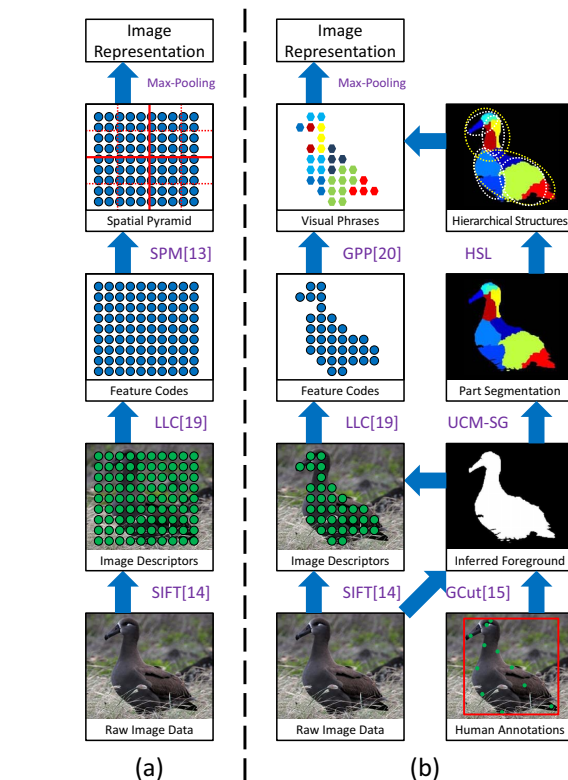 Image
Representation
Max-Pooling
Spatial Pyramid
SPM[13]
Feature Codes
LLC[19]
Image Descriptors
SIFT[14]
Raw Image Data
(a)
Image
Representation
Max-Pooling
Visual Phrases
Hierarchical Structures
GPP[20]
HSL
Feature Codes
Part Segmentation
LLC[19]
UCM-SG
Image Descriptors
Inferred Foreground
SIFT[14]
GCut[15]
Raw Image Data
Human Annotations
(b)